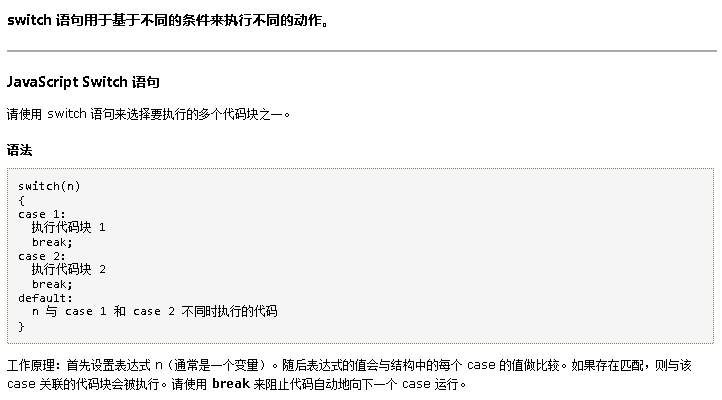 switch 语句用于基于不同的条件来执行不同的动作。
JavaScript Switch 语句
请使用 switch 语句来选择要执行的多个代码块之一。
语法
switch(n)
{
case 1:
  执行代码块 1
  break;
case 2:
  执行代码块 2
  break;
default:
  n 与 case 1 和 case 2 不同时执行的代码
}
工作原理：首先设置表达式 n（通常是一个变量）。随后表达式的值会与结构中的每个 case 的值做比较。如果存在匹配，则与该
case 关联的代码块会被执行。请使用 break 来阻止代码自动地向下一个 case 运行。